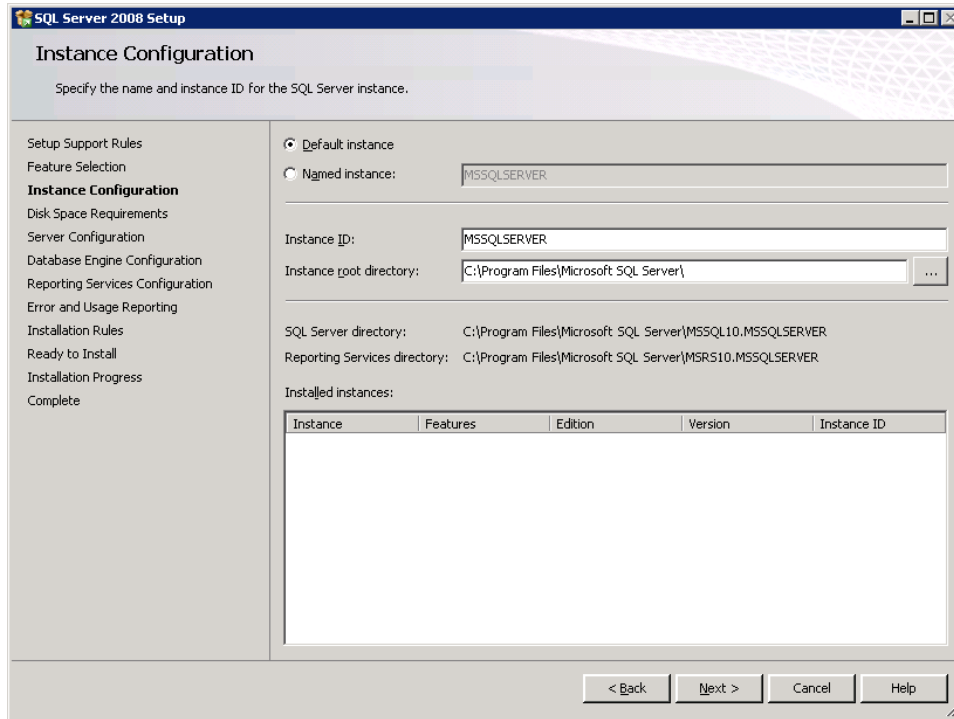 SQL Server 2008 Setup
Instance Configuration
Specify the name and instance ID for the SQL Server instance.
Setup Support Rules
Feature Selection
Instance Configuration
Disk Space Requirements
Server Configuration
Database Engine Configuration
Reporting Services Configuration
Error and Usage Reporting
Installation Rules
Ready to Install
Installation Progress
Complete
Default instance
Named instance: MSSQLSERVER
Instance ID: MSSQLSERVER
Instance root directory: C:\Program Files\Microsoft SQL Server\ ...
SQL Server directory: C:\Program Files\Microsoft SQL Server\MSSQL10.MSSQLSERVER
Reporting Services directory: C:\Program Files\Microsoft SQL Server\MSRS10.MSSQLSERVER
Installed instances:
Instance Features Edition Version Instance ID
< Back Next > Cancel Help